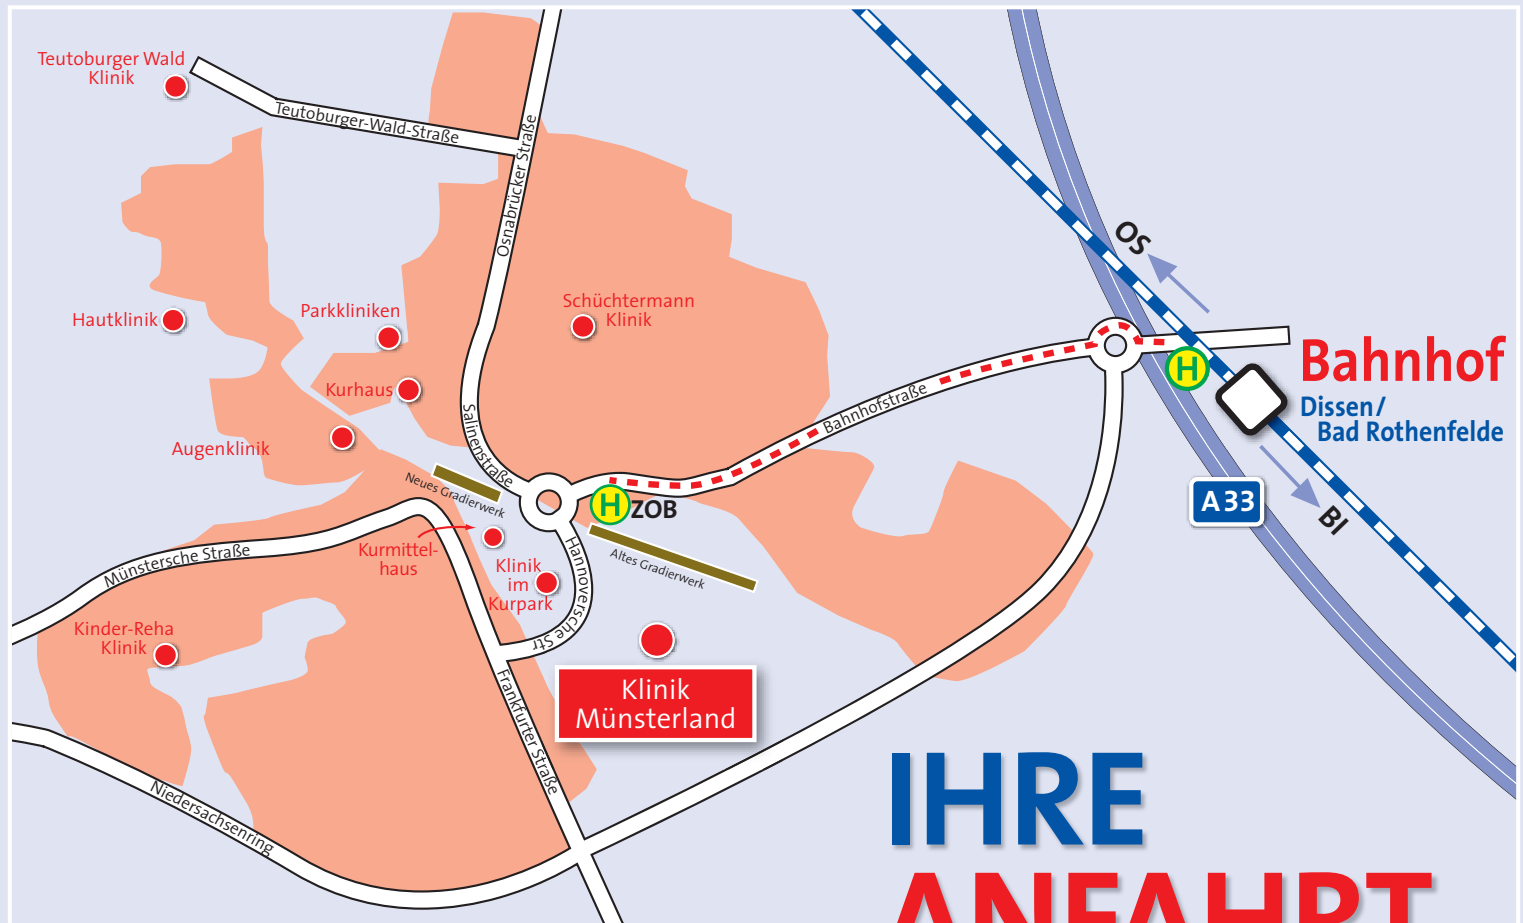 Teutoburger Wald
Klinik
Teutoburger-Wald-Straße
Osnabrücker Straße
OS
Hautklinik
Parkkliniken
Schüchtermann
Klinik
Kurhaus
Augenklinik
Salinenstraße
Bahnhofstraße
H
Bahnhof
Dissen/
Bad Rothenfelde
A 33
BI
Neues Gradierwerk
H
ZOB
Altes Gradierwerk
Münstersche Straße
Kurmittel-
haus
Klinik
im
Kurpark
Hannoversche Str
Kinder-Reha
Klinik
Klinik
Münsterland
Frankfurter Straße
Niedersachsenring
IHRE
ANFAHRT